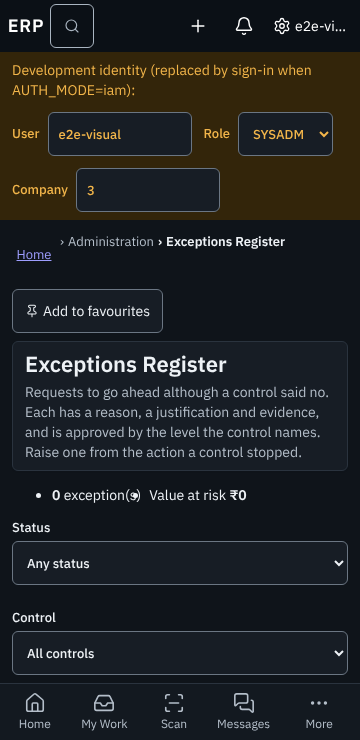 ERP
e2e-vi...
Development identity (replaced by sign-in when
AUTH_MODE=iam):
User e2e-visual Role SYSADM
Company 3
Home › Administration › Exceptions Register
Add to favourites
Exceptions Register
Requests to go ahead although a control said no.
Each has a reason, a justification and evidence,
and is approved by the level the control names.
Raise one from the action a control stopped.
• 0 exception(s) • Value at risk ₹0
Status
Any status
Control
All controls
Home My Work Scan Messages More